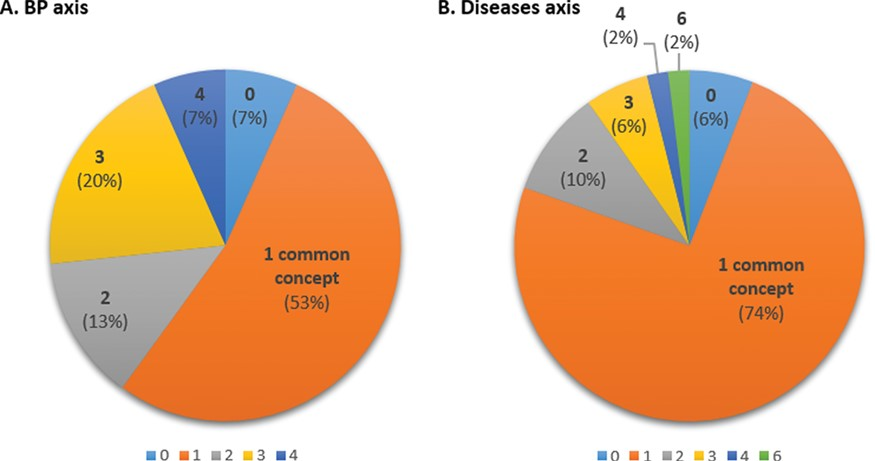 A. BP axis
4
(7%)
0
(7%)
3
(20%)
1 common
concept
(53%)
2
(13%)
0 1 2 3 4
B. Diseases axis
4
(2%)
6
(2%)
3
(6%)
0
(6%)
2
(10%)
1 common
concept
(74%)
0 1 2 3 4 6